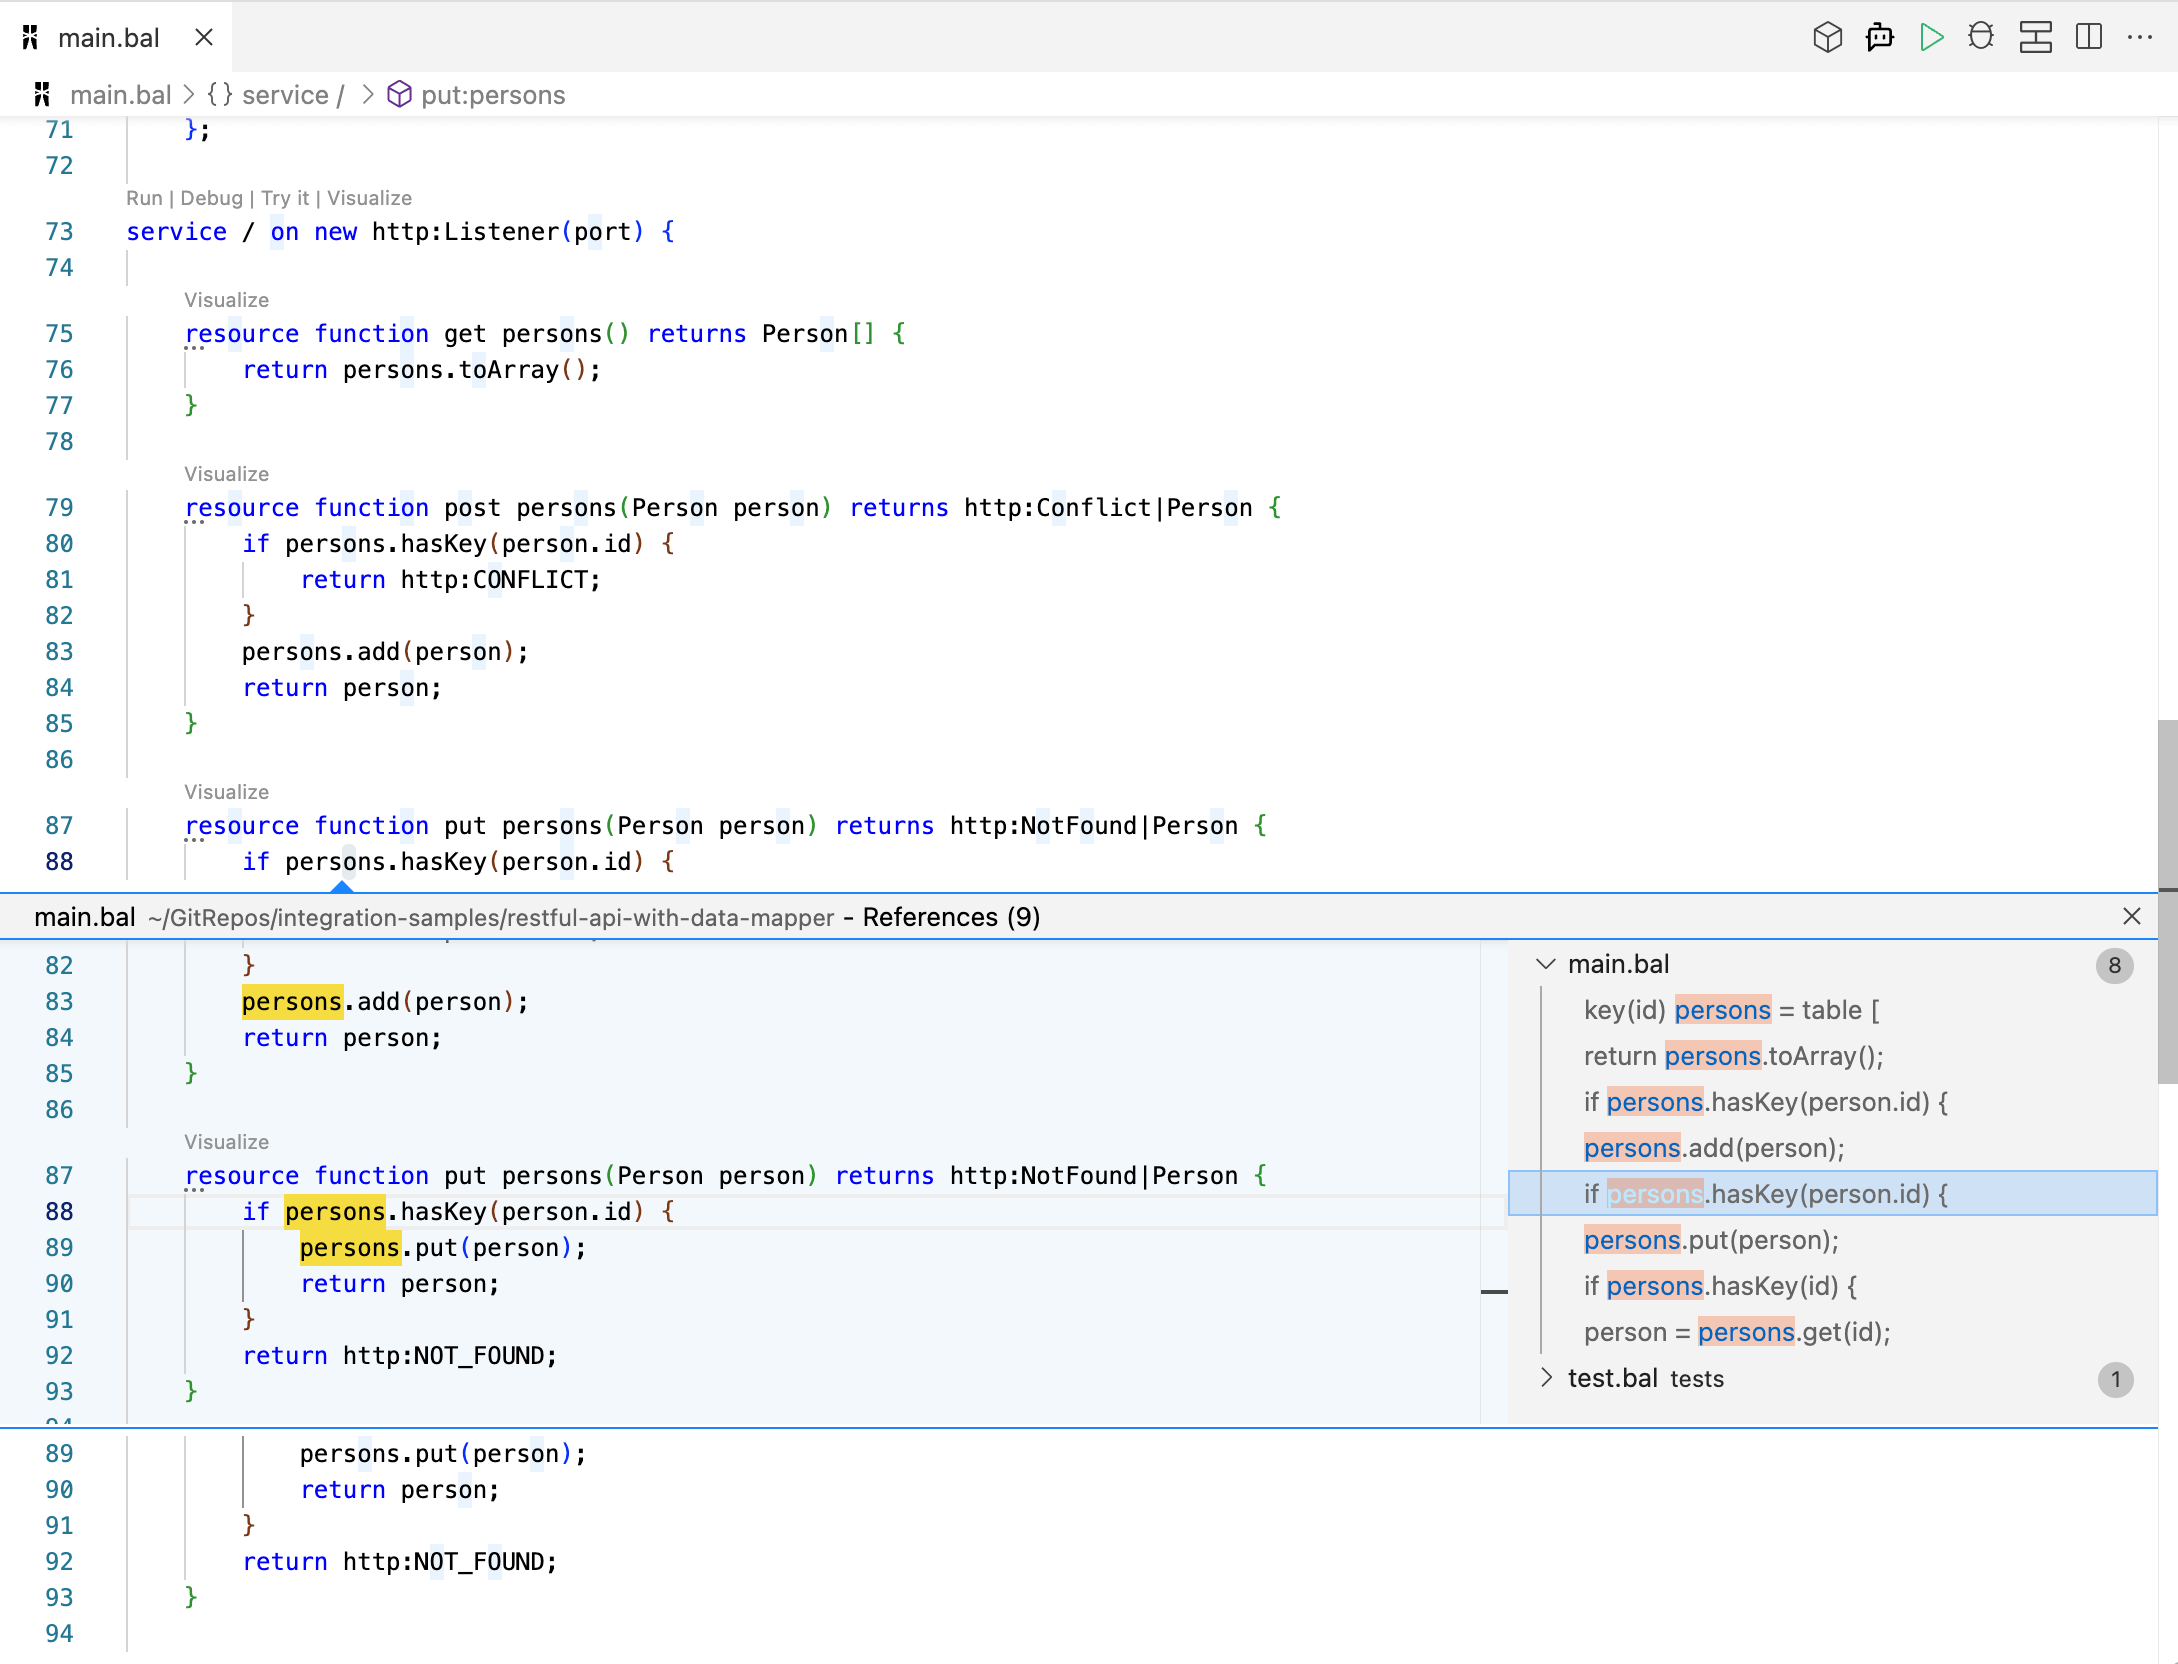 main.bal
main.bal > {} service / > put:persons
71 };
72
Run | Debug | Try it | Visualize
73 service / on new http:Listener(port) {
74
Visualize
75 resource function get persons() returns Person[] {
76 return persons.toArray();
77 }
78
Visualize
79 resource function post persons(Person person) returns http:Conflict|Person {
80 if persons.hasKey(person.id) {
81 return http:CONFLICT;
82 }
83 persons.add(person);
84 return person;
85 }
86
Visualize
87 resource function put persons(Person person) returns http:NotFound|Person {
88 if persons.hasKey(person.id) {
main.bal ~/GitRepos/integration-samples/restful-api-with-data-mapper - References (9)
82 }
83 persons.add(person);
84 return person;
85 }
86
Visualize
87 resource function put persons(Person person) returns http:NotFound|Person {
88 if persons.hasKey(person.id) {
89 persons.put(person);
90 return person;
91 }
92 return http:NOT_FOUND;
93 }
94
main.bal 8
key(id) persons = table [
return persons.toArray();
if persons.hasKey(person.id) {
persons.add(person);
if persons.hasKey(person.id) {
persons.put(person);
if persons.hasKey(id) {
person = persons.get(id);
test.bal tests 1
89 persons.put(person);
90 return person;
91 }
92 return http:NOT_FOUND;
93 }
94